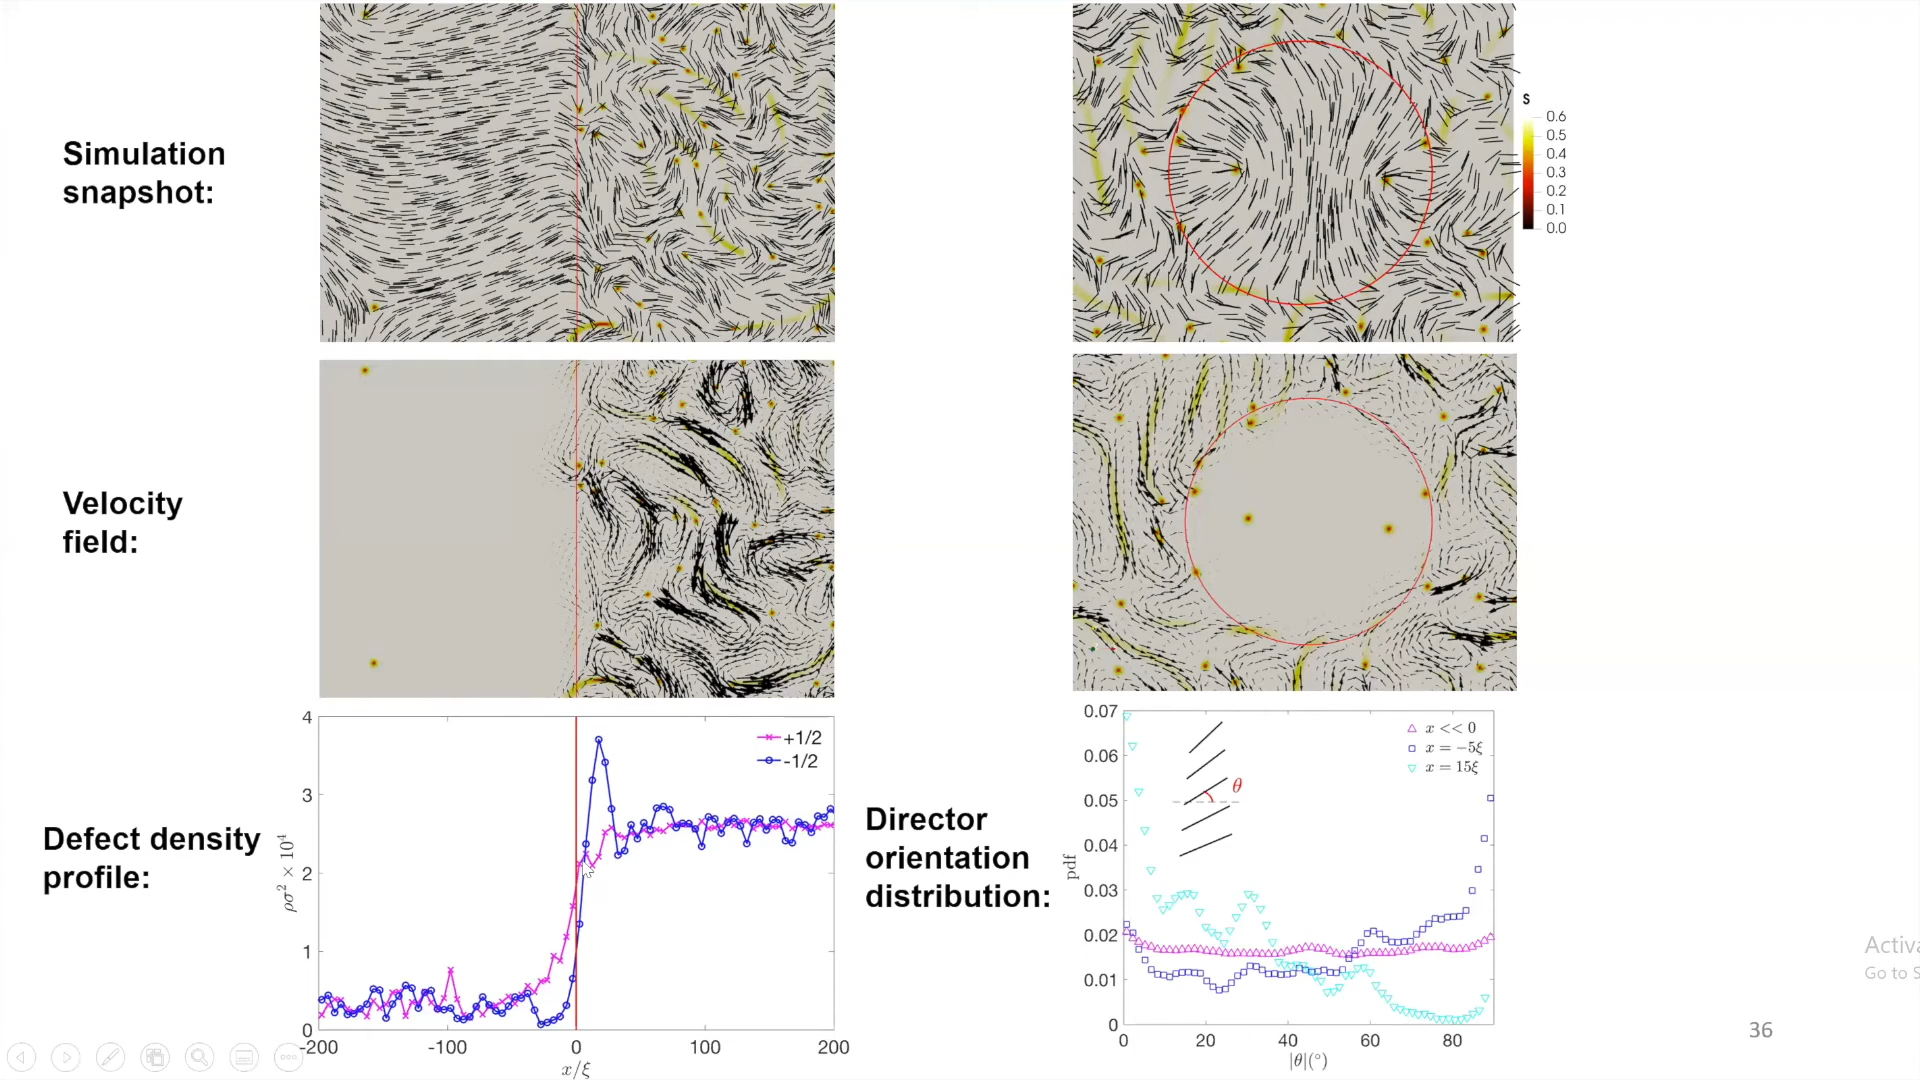 Simulation
snapshot:
S
0.6
0.5
0.4
0.3
0.2
0.1
0.0
Velocity
field:
Defect density
profile:
ρσ² × 10⁴
4
3
2
1
0
-200
-100
0
100
200
x/ξ
+1/2
-1/2
Director
orientation
distribution:
pdf
0.07
0.06
0.05
0.04
0.03
0.02
0.01
0
0
20
40
60
80
|θ|(°)
θ
x << 0
x = −5ξ
x = 15ξ
Activa
Go to S
36